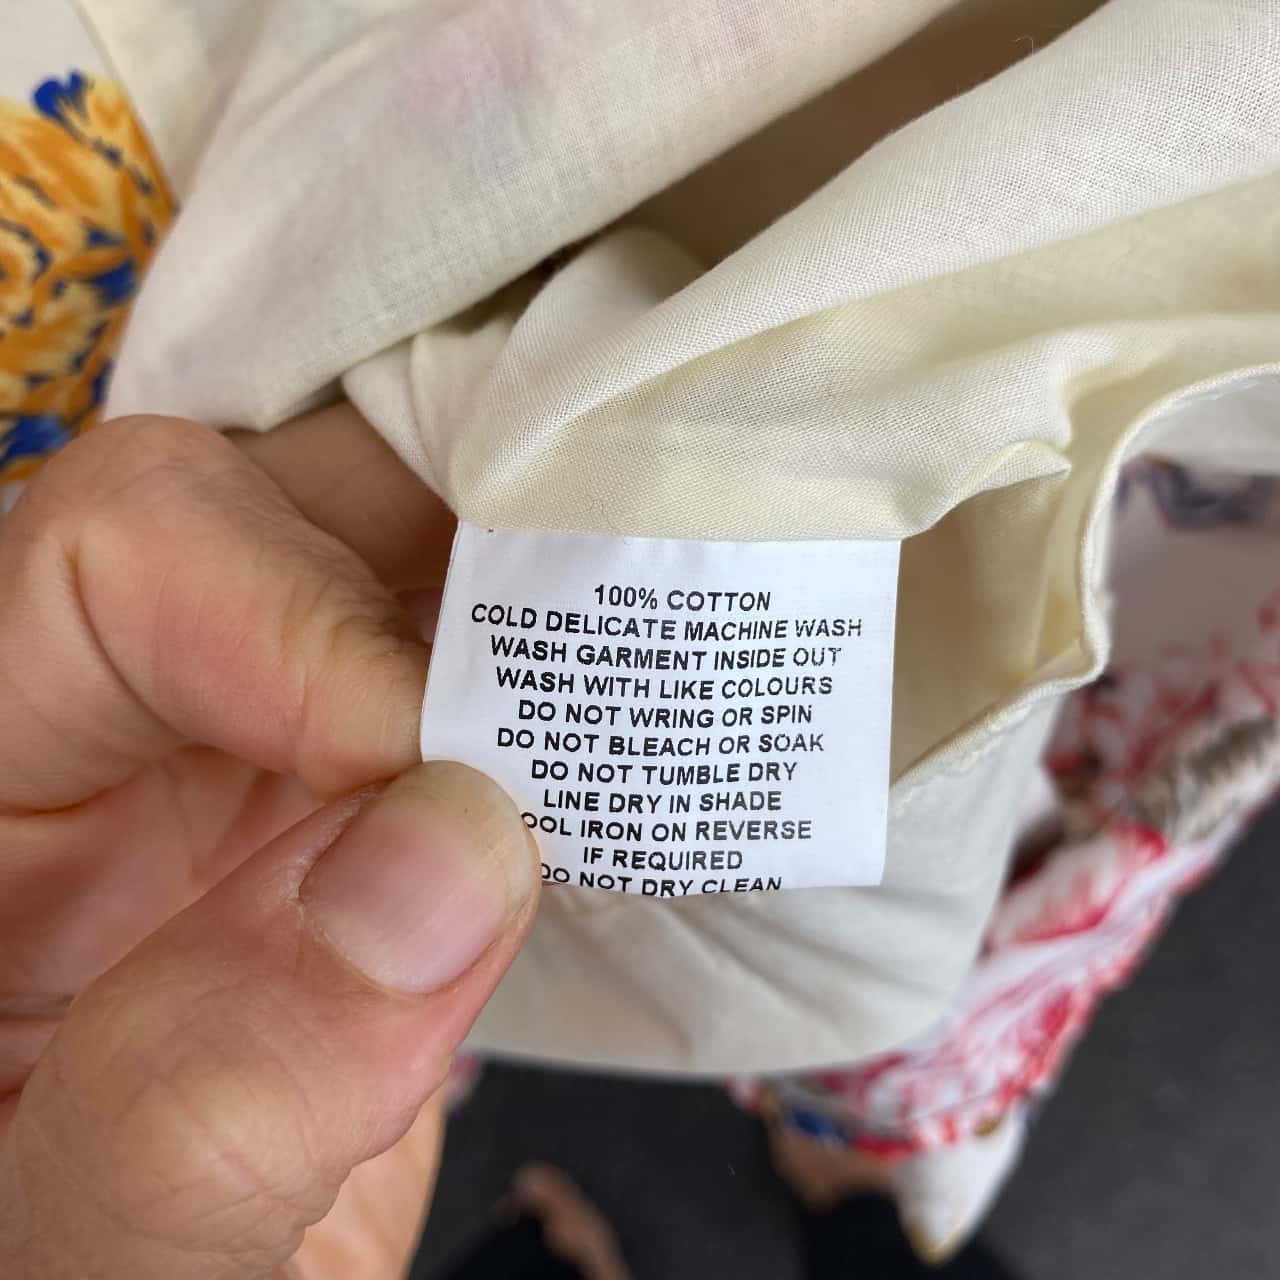 100% COTTON
COLD DELICATE MACHINE WASH
WASH GARMENT INSIDE OUT
WASH WITH LIKE COLOURS
DO NOT WRING OR SPIN
DO NOT BLEACH OR SOAK
DO NOT TUMBLE DRY
LINE DRY IN SHADE
OOL IRON ON REVERSE
IF REQUIRED
DO NOT DRY CLEAN